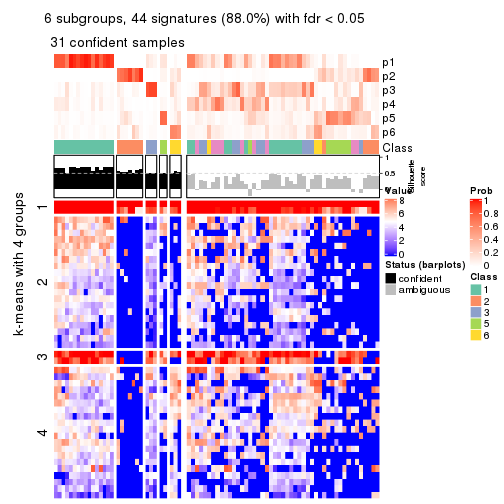 6 subgroups, 44 signatures (88.0%) with fdr < 0.05
31 confident samples
p1
p2
p3
p4
p5
p6
Class
1
0.5
0
Silhouette
score
k-means with 4 groups
1
2
3
4
Value
8
6
4
2
0
Status (barplots)
confident
ambiguous
Prob
1
0.8
0.6
0.4
0.2
0
Class
1
2
3
5
6